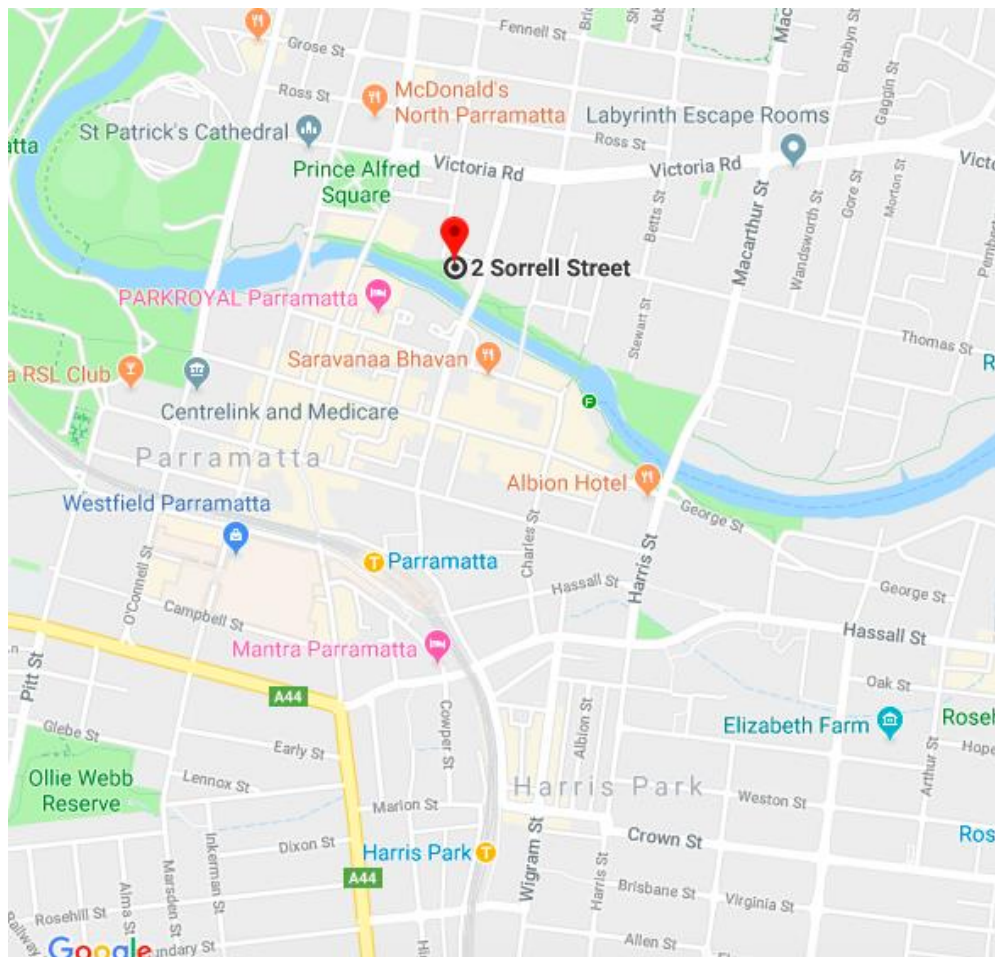 Fennell St
Grose St
Brabyn St
Gaggin St
Ross St
McDonald's
North Parramatta
Labyrinth Escape Rooms
St Patrick's Cathedral
Ross St
Victoria Rd
Victoria Rd
Prince Alfred
Square
Betts St
Macarthur St
Wandsworth St
Gore St
Morton St
2 Sorrell Street
PARKROYAL Parramatta
Stewart St
Thomas St
Saravanaa Bhavan
RSL Club
Centrelink and Medicare
F
Parramatta
Albion Hotel
Westfield Parramatta
George St
Charles St
T Parramatta
Harris St
Hassall St
George St
O'Connell St
Campbell St
Hassall St
Mantra Parramatta
Pitt St
A44
Oak St
Cowper St
Albion St
Elizabeth Farm
Glebe St
Early St
Arthur St
Ollie Webb
Reserve
Lennox St
Harris Park
Marion St
Weston St
Crown St
Dixon St
Harris Park T
Wigram St
Inkerman St
Marsden St
A44
Harris St
Brisbane St
Virginia St
Alma St
Rosehill St
Railway
Allen St
Google